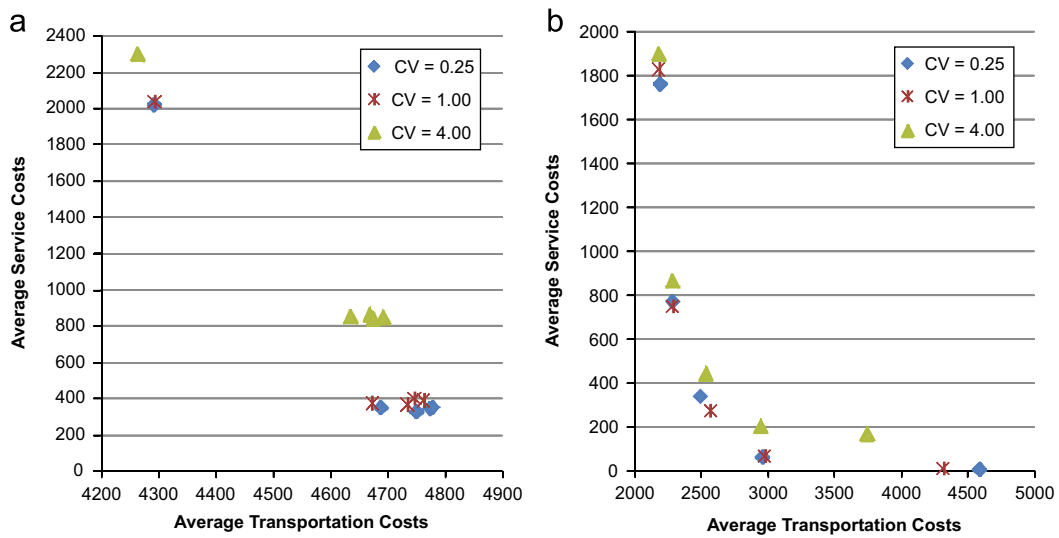 a
2400
2200
2000
1800
1600
1400
1200
1000
800
600
400
200
0
4200 4300 4400 4500 4600 4700 4800 4900
Average Service Costs
Average Transportation Costs
CV = 0.25
CV = 1.00
CV = 4.00
b
2000
1800
1600
1400
1200
1000
800
600
400
200
0
2000 2500 3000 3500 4000 4500 5000
Average Service Costs
Average Transportation Costs
CV = 0.25
CV = 1.00
CV = 4.00